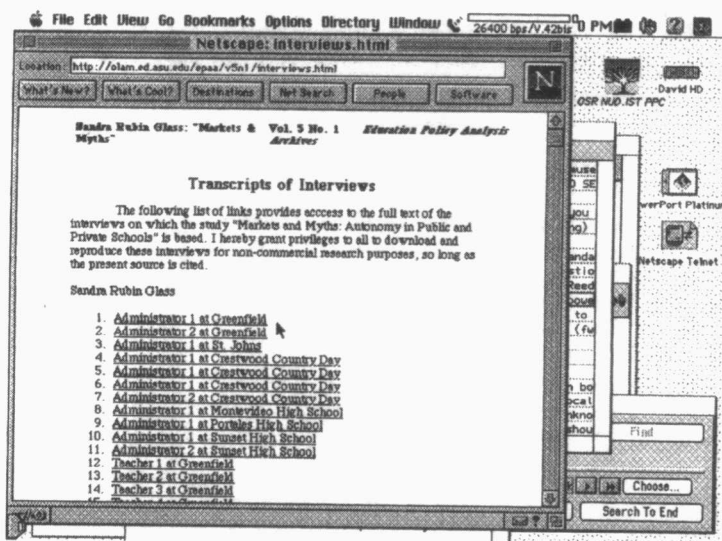 File Edit View Go Bookmarks Options Directory Window 26400 bps/V.42bis 0 PM
Netscape: interviews.html
Location: http://olam.ed.asu.edu/epaa/v5n1/interviews.html
What's New? What's Cool? Destinations Net Search People Software
N
OSR NUD.IST PPC
David HD
Sandra Rubin Glass: "Markets & Vol. 5 No. 1 Education Policy Analysis
Myths" Archives
Transcripts of Interviews
The following list of links provides acccess to the full text of the
interviews on which the study "Markets and Myths: Autonomy in Public and
Private Schools" is based. I hereby grant privileges to all to download and
reproduce these interviews for non-commercial research purposes, so long as
the present source is cited.
Sandra Rubin Glass
1. Administrator 1 at Greenfield
2. Administrator 2 at Greenfield
3. Administrator 1 at St. Johns
4. Administrator 1 at Crestwood Country Day
5. Administrator 1 at Crestwood Country Day
6. Administrator 1 at Crestwood Country Day
7. Administrator 2 at Crestwood Country Day
8. Administrator 1 at Montevideo High School
9. Administrator 1 at Portales High School
10. Administrator 1 at Sunset High School
11. Administrator 2 at Sunset High School
12. Teacher 1 at Greenfield
13. Teacher 2 at Greenfield
14. Teacher 3 at Greenfield
werPort Platinu
Netscape Telnet
Find
Choose...
Search To End